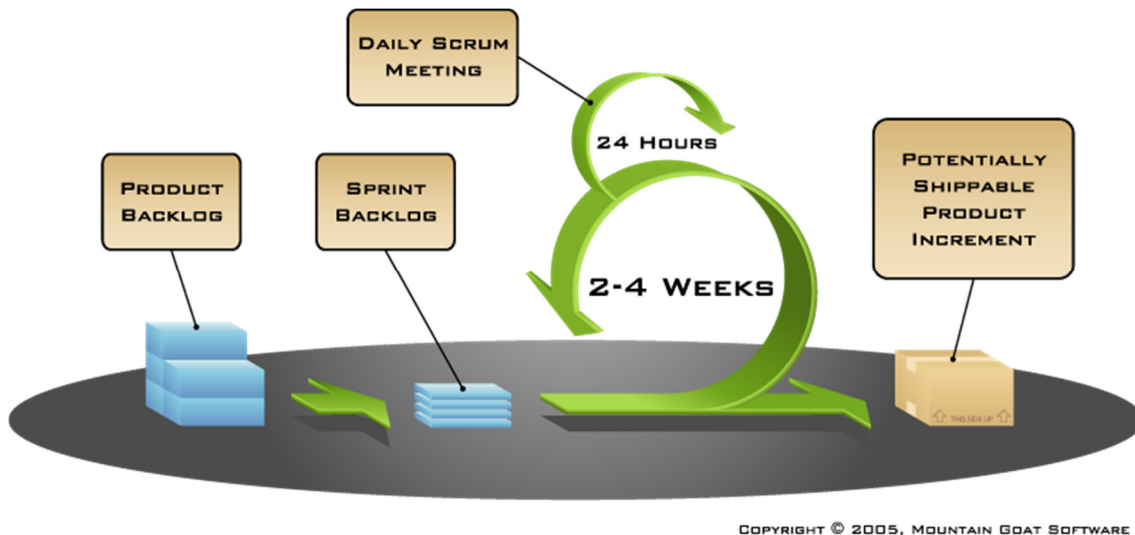 Daily Scrum
Meeting
24 Hours
Product
Backlog
Sprint
Backlog
Potentially
Shippable
Product
Increment
2-4 Weeks
THIS SIDE UP
Copyright © 2005, Mountain Goat Software